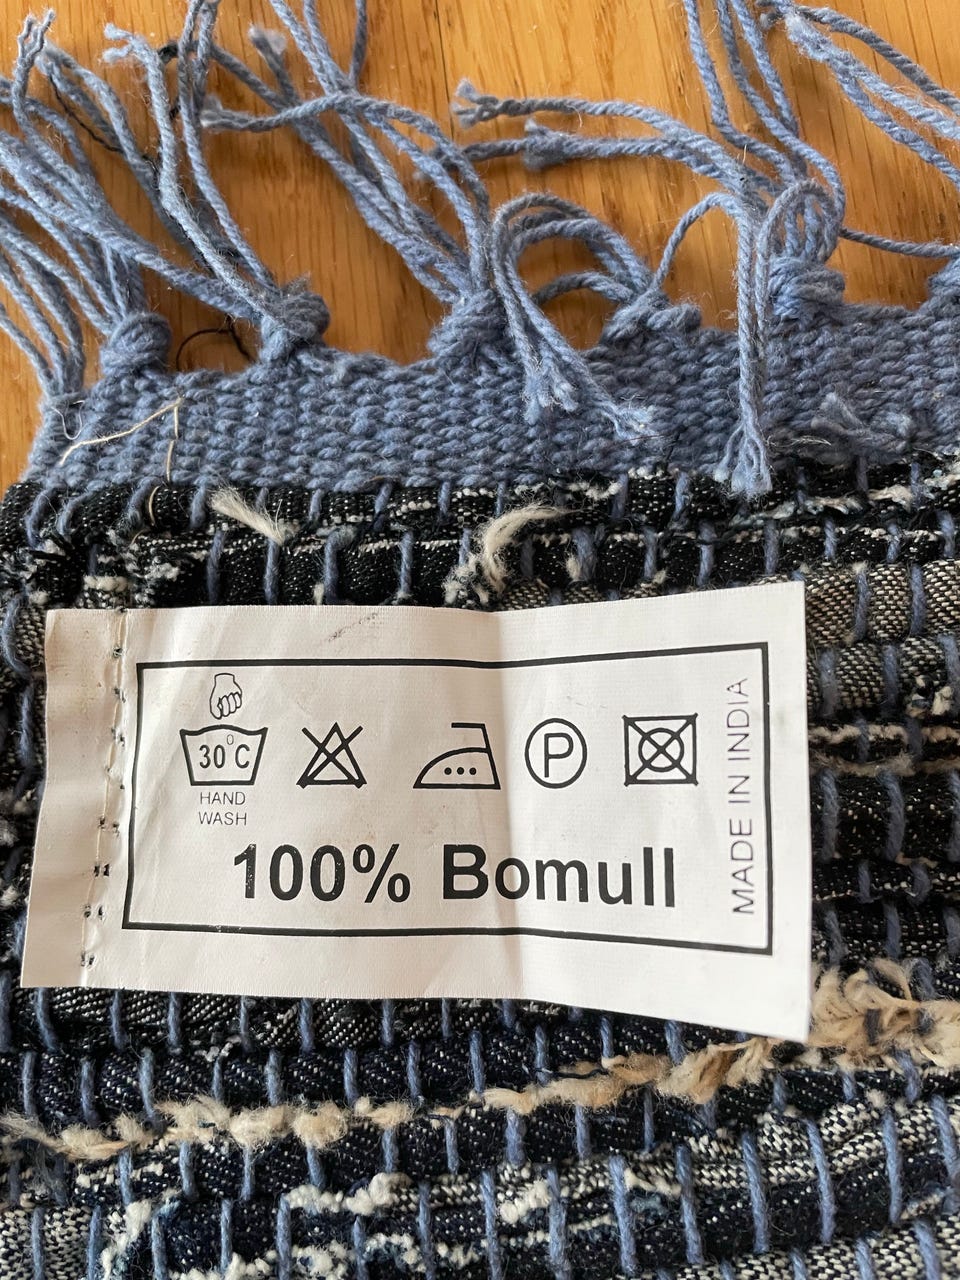 30°C
HAND
WASH
P
100% Bomull
MADE IN INDIA